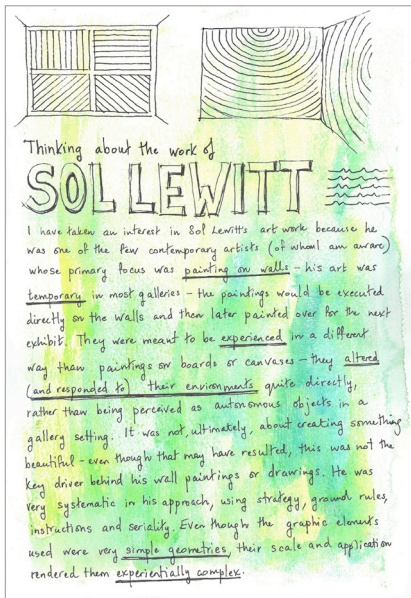 Thinking about the work of
SOL LEWITT
I have taken an interest in Sol Lewitt's art work because he
was one of the few contemporary artists (of whom I am aware)
whose primary focus was painting on walls - his art was
temporary in most galleries - the paintings would be executed
directly on the walls and then later painted over for the next
exhibit. They were meant to be experienced in a different
way than paintings on boards or canvases - they altered
(and responded to) their environments quite directly,
rather than being perceived as autonomous objects in a
gallery setting. It was not, ultimately, about creating something
beautiful - even though that may have resulted, this was not the
key driver behind his wall paintings or drawings. He was
very systematic in his approach, using strategy, ground rules,
instructions and seriality. Even though the graphic elements
used were very simple geometries, their scale and application
rendered them experientially complex.